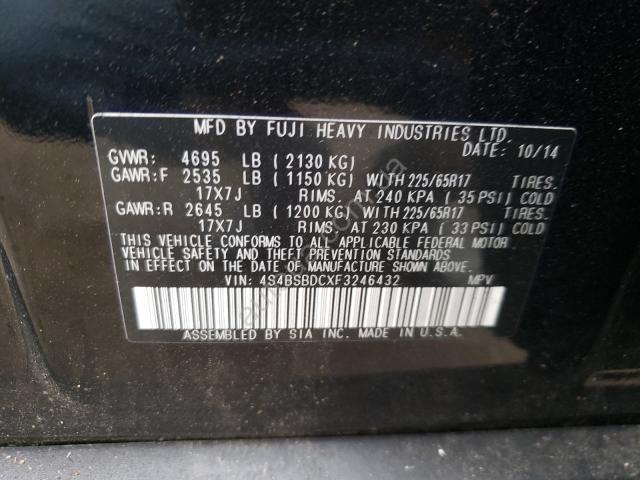 MFD BY FUJI HEAVY INDUSTRIES LTD.
DATE: 10/14
GVWR: 4695 LB (2130 KG)
GAWR:F 2535 LB (1150 KG) WITH 225/65R17 TIRES.
17X7J RIMS. AT 240 KPA (35 PSI) COLD
GAWR:R 2645 LB (1200 KG) WITH 225/65R17 TIRES.
17X7J RIMS. AT 230 KPA (33 PSI) COLD
THIS VEHICLE CONFORMS TO ALL APPLICABLE FEDERAL MOTOR
VEHICLE SAFETY AND THEFT PREVENTION STANDARDS
IN EFFECT ON THE DATE OF MANUFACTURE SHOWN ABOVE.
VIN: 4S4BSBDCXF3246432 MPV
ASSEMBLED BY SIA INC. MADE IN U.S.A.